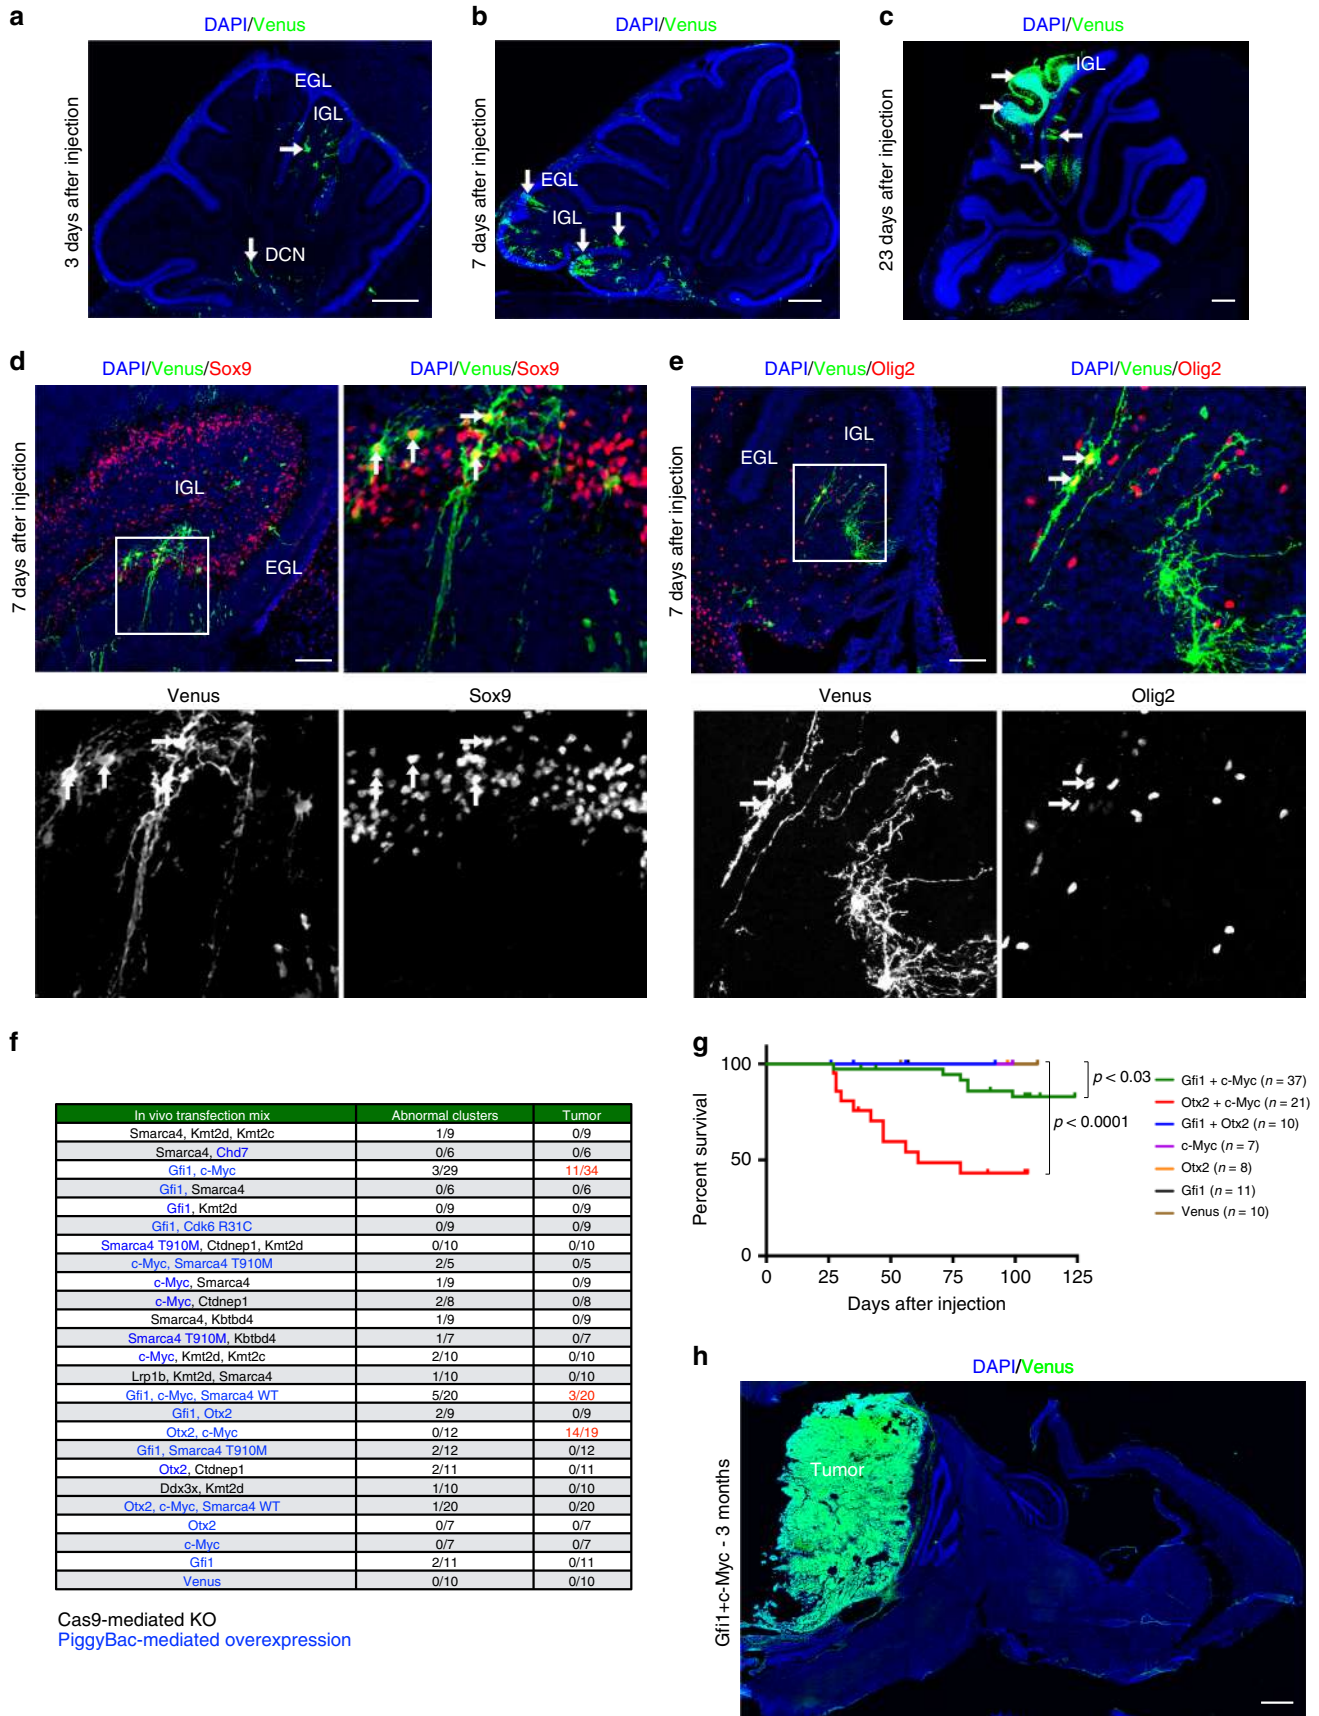 a
DAPI/Venus
3 days after injection
EGL
IGL
DCN
b
DAPI/Venus
7 days after injection
EGL
IGL
c
DAPI/Venus
23 days after injection
IGL
d
DAPI/Venus/Sox9
DAPI/Venus/Sox9
7 days after injection
IGL
EGL
Venus
Sox9
e
DAPI/Venus/Olig2
DAPI/Venus/Olig2
7 days after injection
IGL
EGL
Venus
Olig2
f
In vivo transfection mix Abnormal clusters Tumor
Smarca4, Kmt2d, Kmt2c 1/9 0/9
Smarca4, Chd7 0/6 0/6
Gfi1, c-Myc 3/29 11/34
Gfi1, Smarca4 0/6 0/6
Gfi1, Kmt2d 0/9 0/9
Gfi1, Cdk6 R31C 0/9 0/9
Smarca4 T910M, Ctdnep1, Kmt2d 0/10 0/10
c-Myc, Smarca4 T910M 2/5 0/5
c-Myc, Smarca4 1/9 0/9
c-Myc, Ctdnep1 2/8 0/8
Smarca4, Kbtbd4 1/9 0/9
Smarca4 T910M, Kbtbd4 1/7 0/7
c-Myc, Kmt2d, Kmt2c 2/10 0/10
Lrp1b, Kmt2d, Smarca4 1/10 0/10
Gfi1, c-Myc, Smarca4 WT 5/20 3/20
Gfi1, Otx2 2/9 0/9
Otx2, c-Myc 0/12 14/19
Gfi1, Smarca4 T910M 2/12 0/12
Otx2, Ctdnep1 2/11 0/11
Ddx3x, Kmt2d 1/10 0/10
Otx2, c-Myc, Smarca4 WT 1/20 0/20
Otx2 0/7 0/7
c-Myc 0/7 0/7
Gfi1 2/11 0/11
Venus 0/10 0/10
Cas9-mediated KO
PiggyBac-mediated overexpression
g
Percent survival
100
50
0
0 25 50 75 100 125
Days after injection
p < 0.03
p < 0.0001
Gfi1 + c-Myc (n = 37)
Otx2 + c-Myc (n = 21)
Gfi1 + Otx2 (n = 10)
c-Myc (n = 7)
Otx2 (n = 8)
Gfi1 (n = 11)
Venus (n = 10)
h
DAPI/Venus
Gfi1+c-Myc - 3 months
Tumor